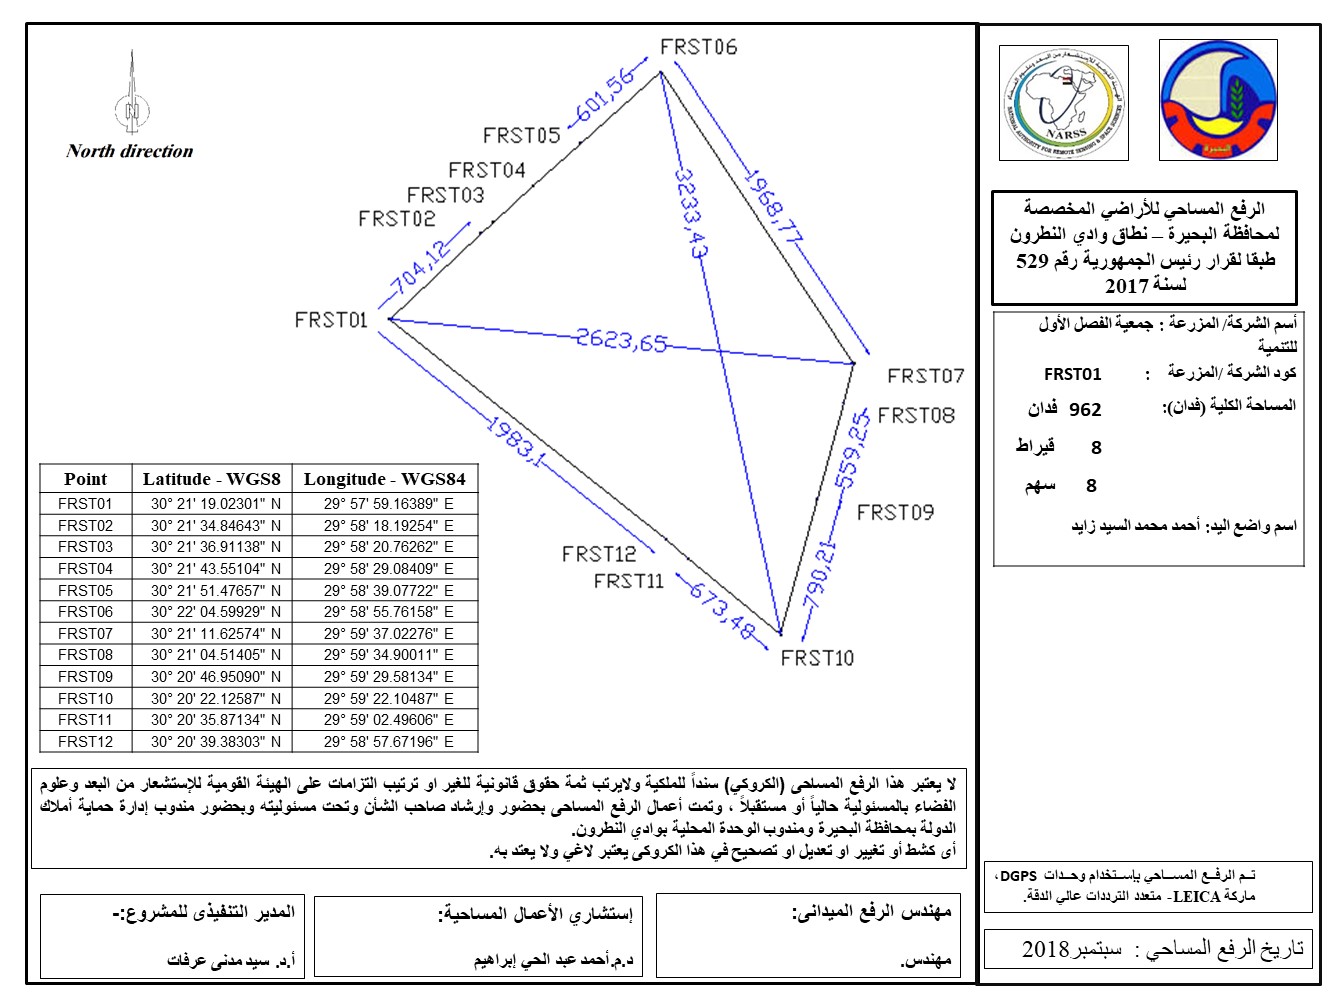 FRST06
601,56
FRST05
FRST04
FRST03
FRST02
704,12
FRST01
1968,77
3233,43
2623,65
FRST07
FRST08
559,25
FRST09
790,21
1983,1
FRST12
FRST11
673,48
FRST10
North direction
Point Latitude - WGS8 Longitude - WGS84
FRST01 30° 21' 19.02301" N 29° 57' 59.16389" E
FRST02 30° 21' 34.84643" N 29° 58' 18.19254" E
FRST03 30° 21' 36.91138" N 29° 58' 20.76262" E
FRST04 30° 21' 43.55104" N 29° 58' 29.08409" E
FRST05 30° 21' 51.47657" N 29° 58' 39.07722" E
FRST06 30° 22' 04.59929" N 29° 58' 55.76158" E
FRST07 30° 21' 11.62574" N 29° 59' 37.02276" E
FRST08 30° 21' 04.51405" N 29° 59' 34.90011" E
FRST09 30° 20' 46.95090" N 29° 59' 29.58134" E
FRST10 30° 20' 22.12587" N 29° 59' 22.10487" E
FRST11 30° 20' 35.87134" N 29° 59' 02.49606" E
FRST12 30° 20' 39.38303" N 29° 58' 57.67196" E
لا يعتبر هذا الرفع المساحى (الكروكي) سنداً للملكية ولايرتب ثمة حقوق قانونية للغير او ترتيب التزامات على الهيئة القومية للإستشعار من البعد وعلوم
الفضاء بالمسئولية حالياً أو مستقبلاً ، وتمت أعمال الرفع المساحى بحضور وإرشاد صاحب الشأن وتحت مسئوليته وبحضور مندوب إدارة حماية أملاك
الدولة بمحافظة البحيرة ومندوب الوحدة المحلية بوادي النطرون.
أى كشط أو تغيير او تعديل او تصحيح في هذا الكروكى يعتبر لاغي ولا يعتد به.
مهندس الرفع الميدانى:
مهندس.
إستشاري الأعمال المساحية:
د.م.أحمد عبد الحي إبراهيم
المدير التنفيذى للمشروع:-
أ.د. سيد مدنى عرفات
NARSS
NATIONAL AUTHORITY FOR REMOTE SENSING & SPACE SCIENCES
البحيرة
الرفع المساحي للأراضي المخصصة
لمحافظة البحيرة – نطاق وادي النطرون
طبقا لقرار رئيس الجمهورية رقم 529
لسنة 2017
أسم الشركة/ المزرعة : جمعية الفصل الأول
للتنمية
كود الشركة /المزرعة : FRST01
المساحة الكلية (فدان): 962 فدان
8 قيراط
8 سهم
اسم واضع اليد: أحمد محمد السيد زايد
تـم الرفـع المسـاحي بإسـتخدام وحـدات DGPS،
ماركة LEICA- متعدد الترددات عالي الدقة.
تاريخ الرفع المساحي : سبتمبر2018